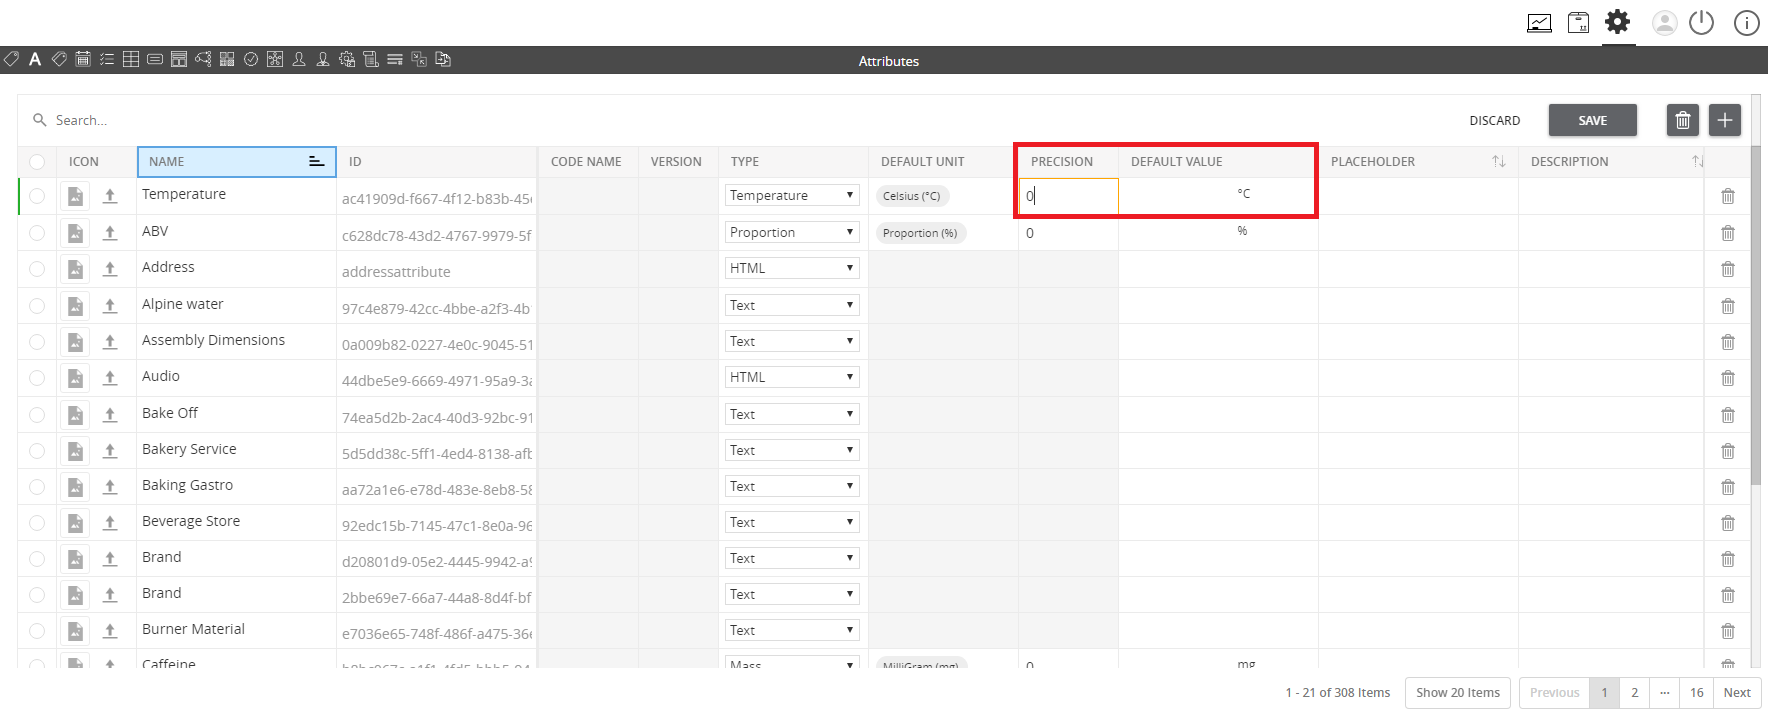 Attributes
Search...
DISCARD SAVE
ICON NAME ID CODE NAME VERSION TYPE DEFAULT UNIT PRECISION DEFAULT VALUE PLACEHOLDER DESCRIPTION
Temperature ac41909d-f667-4f12-b83b-45 Temperature Celsius (°C) 0 °C
ABV c628dc78-43d2-4767-9979-5f Proportion Proportion (%) 0 %
Address addressattribute HTML
Alpine water 97c4e879-42cc-4bbe-a2f3-4b Text
Assembly Dimensions 0a009b82-0227-4e0c-9045-51 Text
Audio 44dbe5e9-6669-4971-95a9-3a HTML
Bake Off 74ea5d2b-2ac4-40d3-92bc-91 Text
Bakery Service 5d5dd38c-5ff1-4ed4-8138-afb Text
Baking Gastro aa72a1e6-e78d-483e-8eb8-58 Text
Beverage Store 92edc15b-7145-47c1-8e0a-96 Text
Brand d20801d9-05e2-4445-9942-a9 Text
Brand 2bbe69e7-66a7-44a8-8d4f-bf Text
Burner Material e7036e65-748f-486f-a475-36e Text
Caffeine Mass MilliGram (mg) 0 mg
1 - 21 of 308 Items Show 20 Items Previous 1 2 ... 16 Next